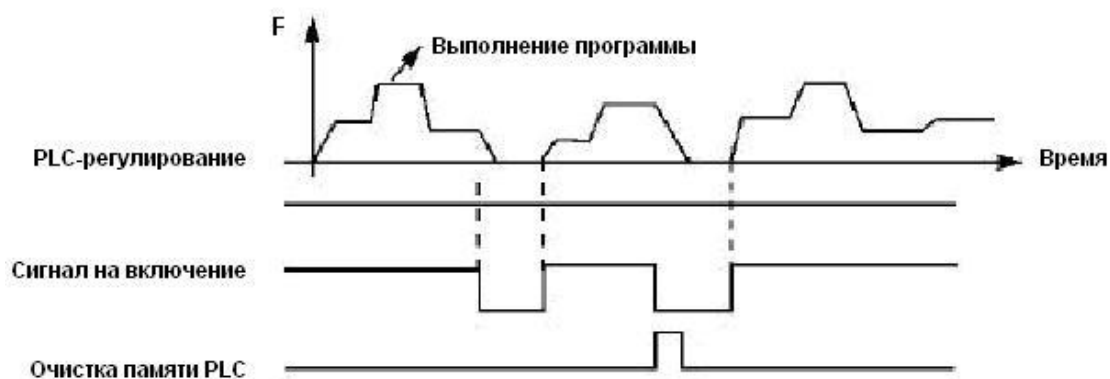 F
Выполнение программы
PLC-регулирование
Время
Сигнал на включение
Очистка памяти PLC